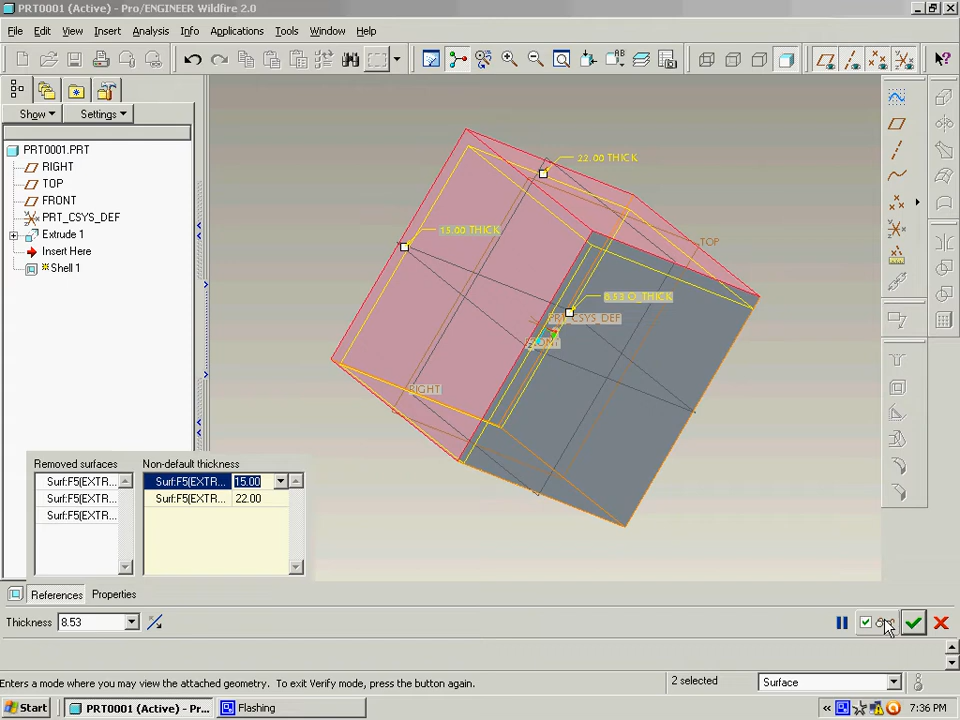 PRT0001 (Active) - Pro/ENGINEER Wildfire 2.0
File Edit View Insert Analysis Info Applications Tools Window Help
Show Settings
PRT0001.PRT
RIGHT
TOP
FRONT
PRT_CSYS_DEF
Extrude 1
Insert Here
Shell 1
22.00 THICK
15.00 THICK
TOP
PRT_CSYS_DEF
RIGHT
Removed surfaces Non-default thickness
Surf:F5(EXTR... Surf:F5(EXTR... 15.00
Surf:F5(EXTR... Surf:F5(EXTR... 22.00
Surf:F5(EXTR...
References Properties
Thickness 8.53
Enters a mode where you may view the attached geometry. To exit Verify mode, press the button again. 2 selected Surface
Start PRT0001 (Active) - Pr... Flashing « 7:36 PM